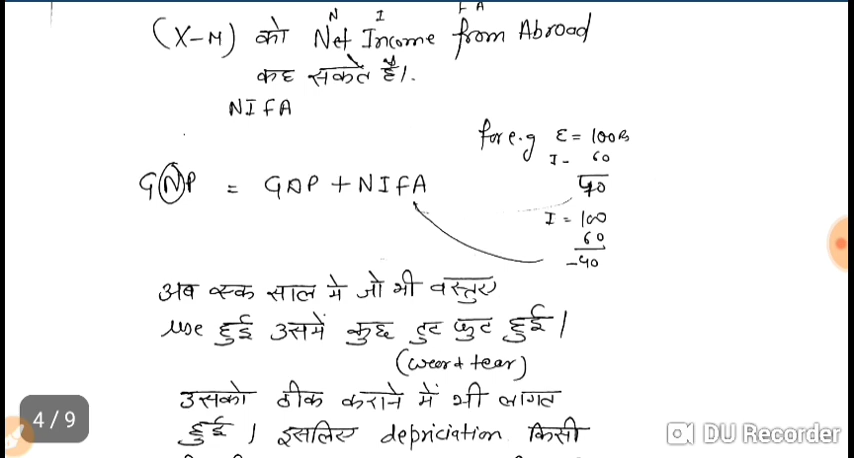 N I F A
(X-M) को Net Income from Abroad
कह सकते है।.
NIFA
for e.g E = 100Rs
I - 60
40
GNP = GDP + NIFA
I = 100
60
-40
अब एक साल मे जो भी वस्तुए
use हुई उसमें कुछ टुट फुट हुई।
(wear & tear)
उसको ठीक कराने में भी लागत
हुई। इसलिए depriciation किसी
4 / 9
DU Recorder